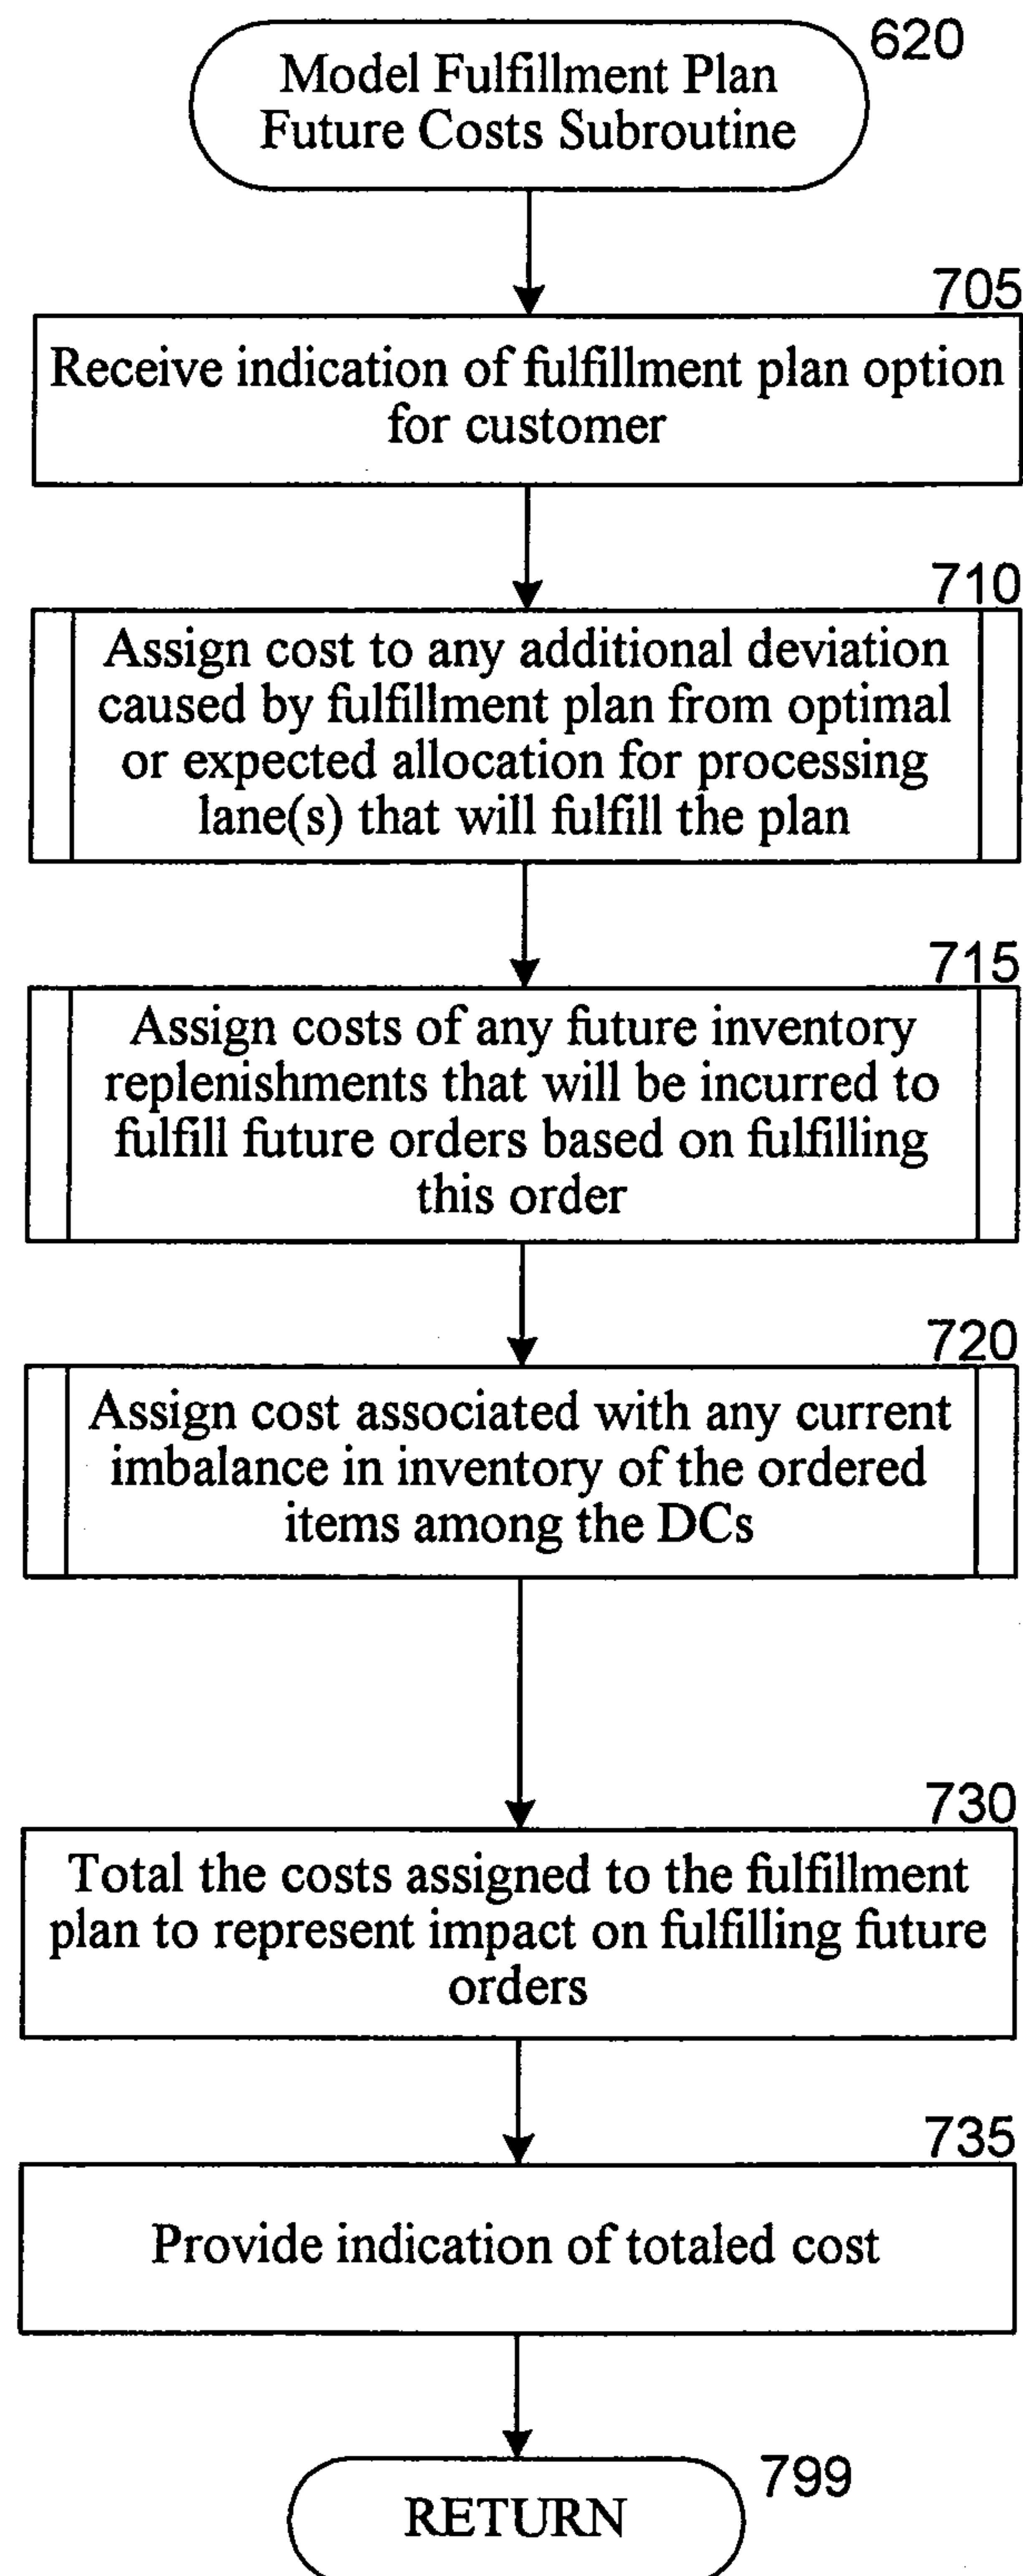 620
Model Fulfillment Plan
Future Costs Subroutine
705
Receive indication of fulfillment plan option
for customer
710
Assign cost to any additional deviation
caused by fulfillment plan from optimal
or expected allocation for processing
lane(s) that will fulfill the plan
715
Assign costs of any future inventory
replenishments that will be incurred to
fulfill future orders based on fulfilling
this order
720
Assign cost associated with any current
imbalance in inventory of the ordered
items among the DCs
730
Total the costs assigned to the fulfillment
plan to represent impact on fulfilling future
orders
735
Provide indication of totaled cost
799
RETURN